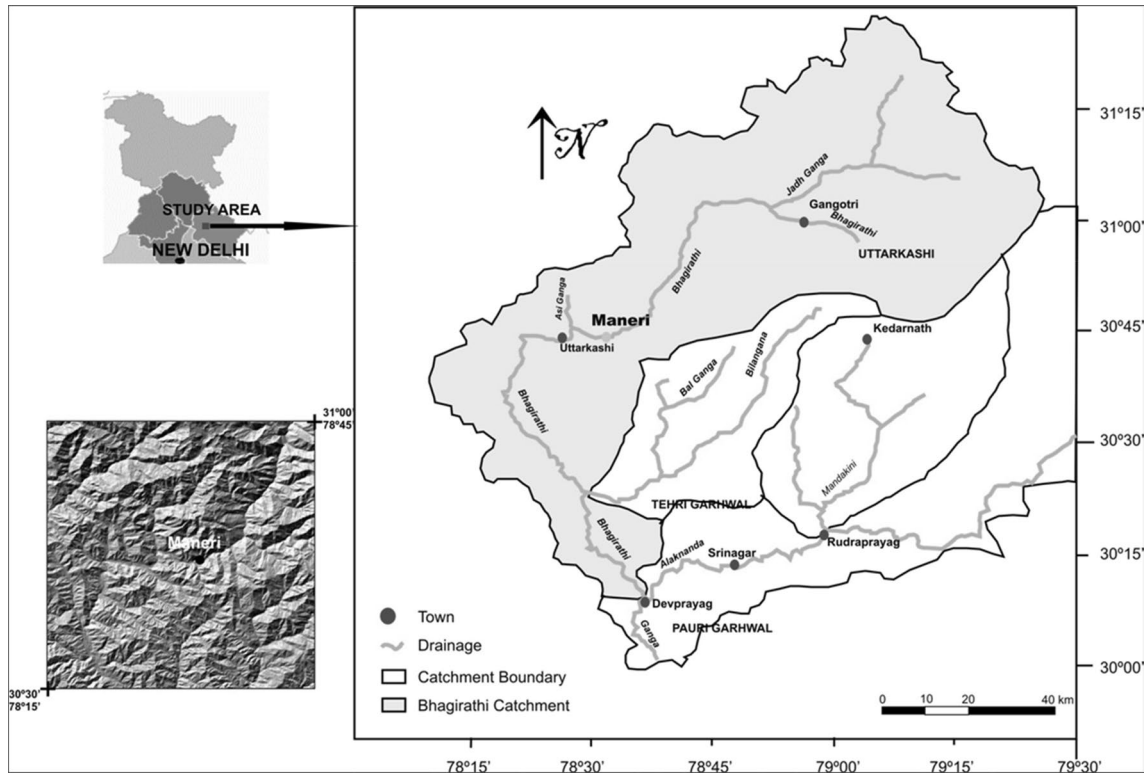 STUDY AREA
NEW DELHI
31°00'
78°45'
Maneri
30°30'
78°15'
N
Jadh Ganga
Gangotri
Bhagirathi
UTTARKASHI
Bhagirathi
Asi Ganga
Maneri
Uttarkashi
Kedarnath
Bal Ganga
Bilangana
Bhagirathi
Mandakini
TEHRI GARHWAL
Bhagirathi
Alaknanda
Srinagar
Rudraprayag
Devprayag
PAURI GARHWAL
Ganga
Town
Drainage
Catchment Boundary
Bhagirathi Catchment
0 10 20 40 km
31°15'
31°00'
30°45'
30°30'
30°15'
30°00'
78°15' 78°30' 78°45' 79°00' 79°15' 79°30'